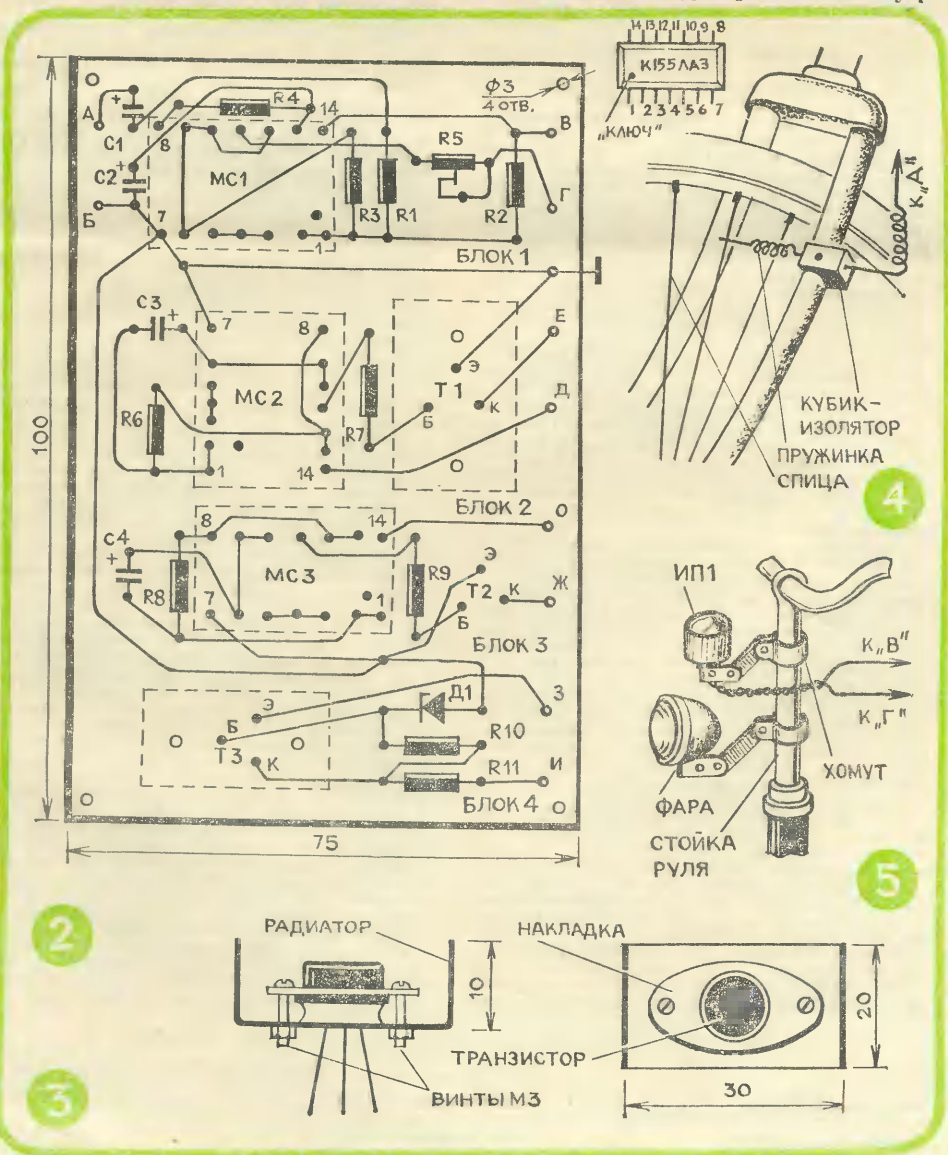 14 13 12 11 10 9 8
К155ЛА3
1 2 3 4 5 6 7
„КЛЮЧ“
К„А“
КУБИК-
ИЗОЛЯТОР
ПРУЖИНКА
СПИЦА
4
Ф3
4 ОТВ.
А
+
С1
8
R4
14
В
С2
+
МС1
R5
R3
R1
R2
Г
Б
7
1
БЛОК 1
С3
+
7
8
Э
Е
МС2
Т1
R6
R7
Б
К
Д
1
14
БЛОК 2
О
С4
+
8
14
R8
МС3
R9
Э
Т2
К
Ж
7
1
Б
БЛОК 3
Э
Д1
З
Б
Т3
К
R10
R11
И
БЛОК 4
100
75
ИП1
К„В“
К„Г“
ХОМУТ
ФАРА
СТОЙКА
РУЛЯ
5
2
РАДИАТОР
НАКЛАДКА
10
20
ТРАНЗИСТОР
ВИНТЫ М3
30
3